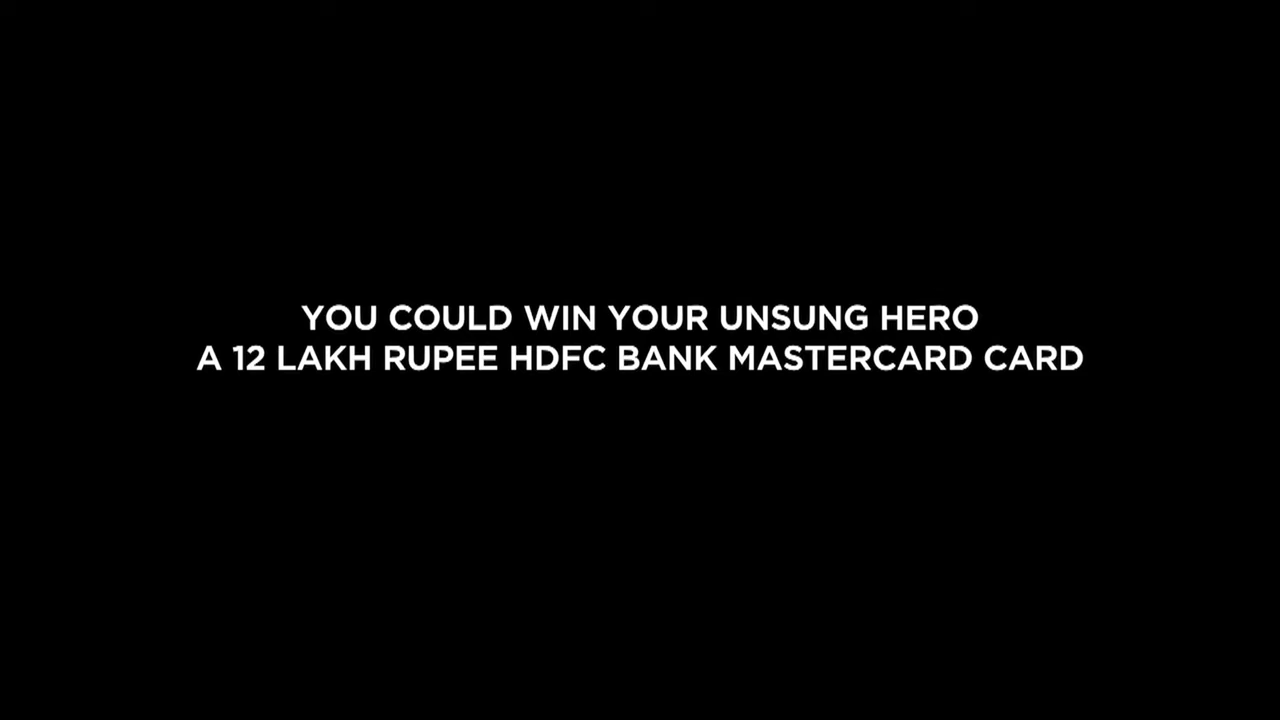 YOU COULD WIN YOUR UNSUNG HERO
A 12 LAKH RUPEE HDFC BANK MASTERCARD CARD